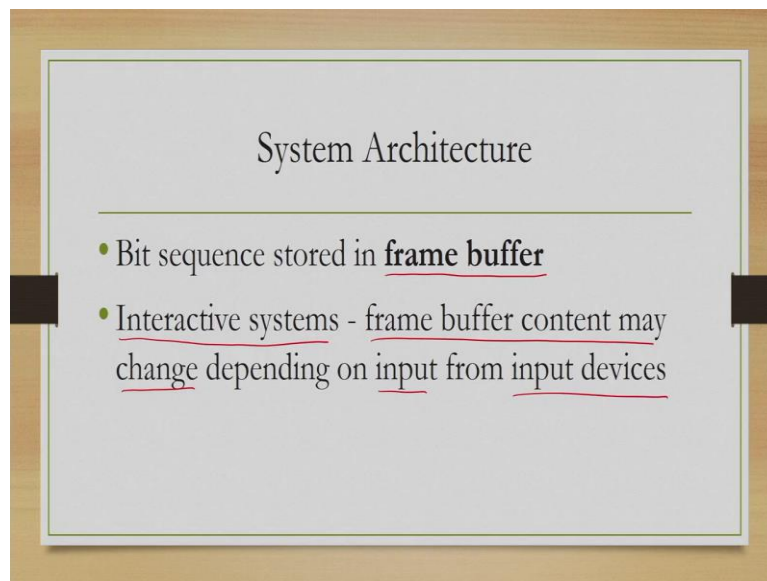 System Architecture
• Bit sequence stored in frame buffer
• Interactive systems - frame buffer content may
change depending on input from input devices